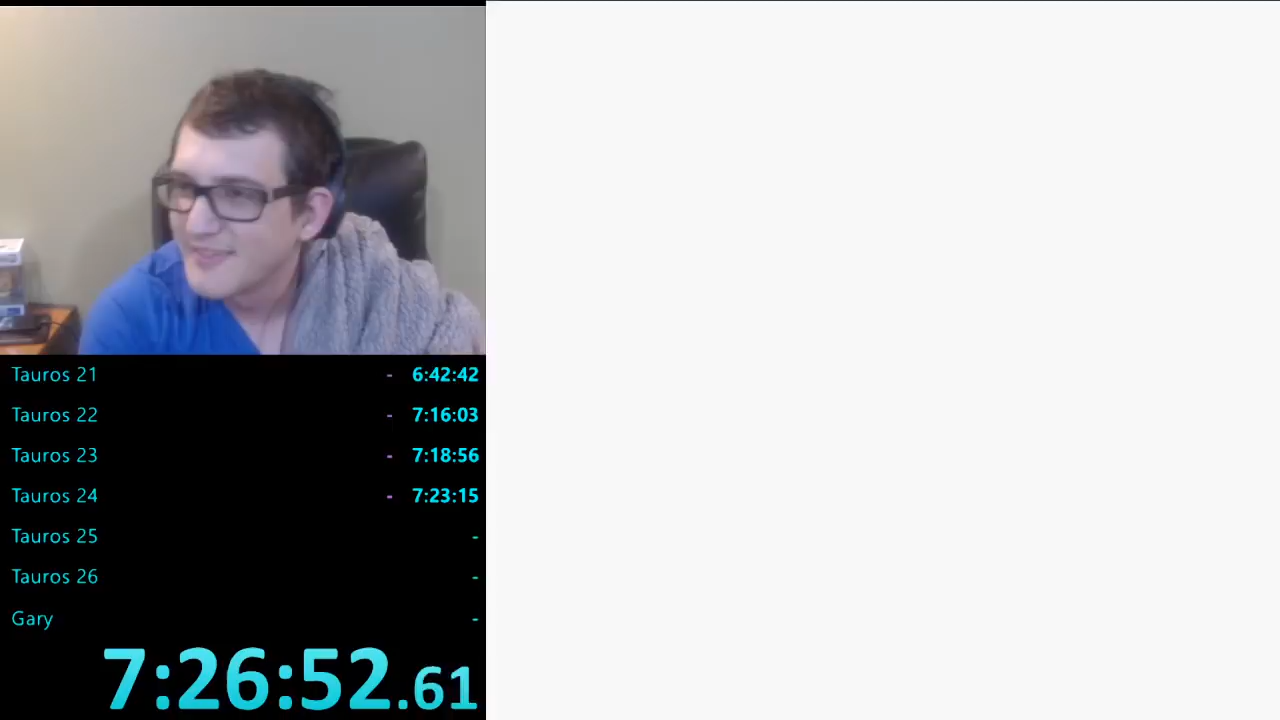 Tauros 21 - 6:42:42
Tauros 22 - 7:16:03
Tauros 23 - 7:18:56
Tauros 24 - 7:23:15
Tauros 25 -
Tauros 26 -
Gary -
7:26:52.61